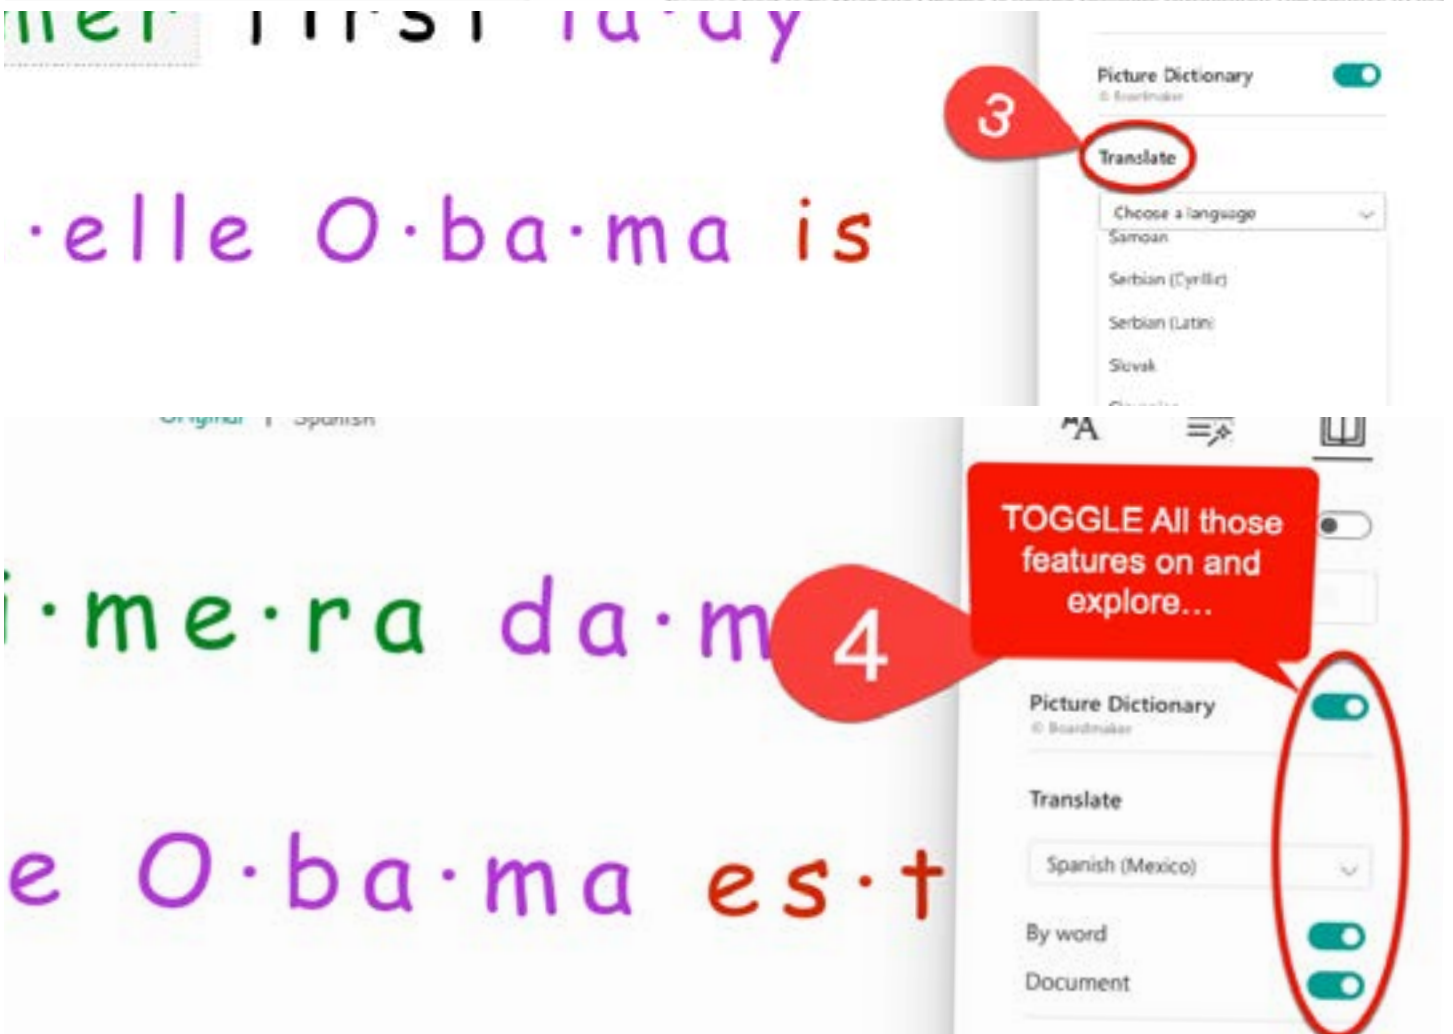 first la·dy
Picture Dictionary
© Boardmaker
3
Translate
·elle O·ba·ma is
Choose a language
Samoan
Serbian (Cyrillic)
Serbian (Latin)
Slovak
Original | Spanish
TOGGLE All those
features on and
explore...
i·me·ra da·m
4
Picture Dictionary
© Boardmaker
Translate
e O·ba·ma es·t
Spanish (Mexico)
By word
Document